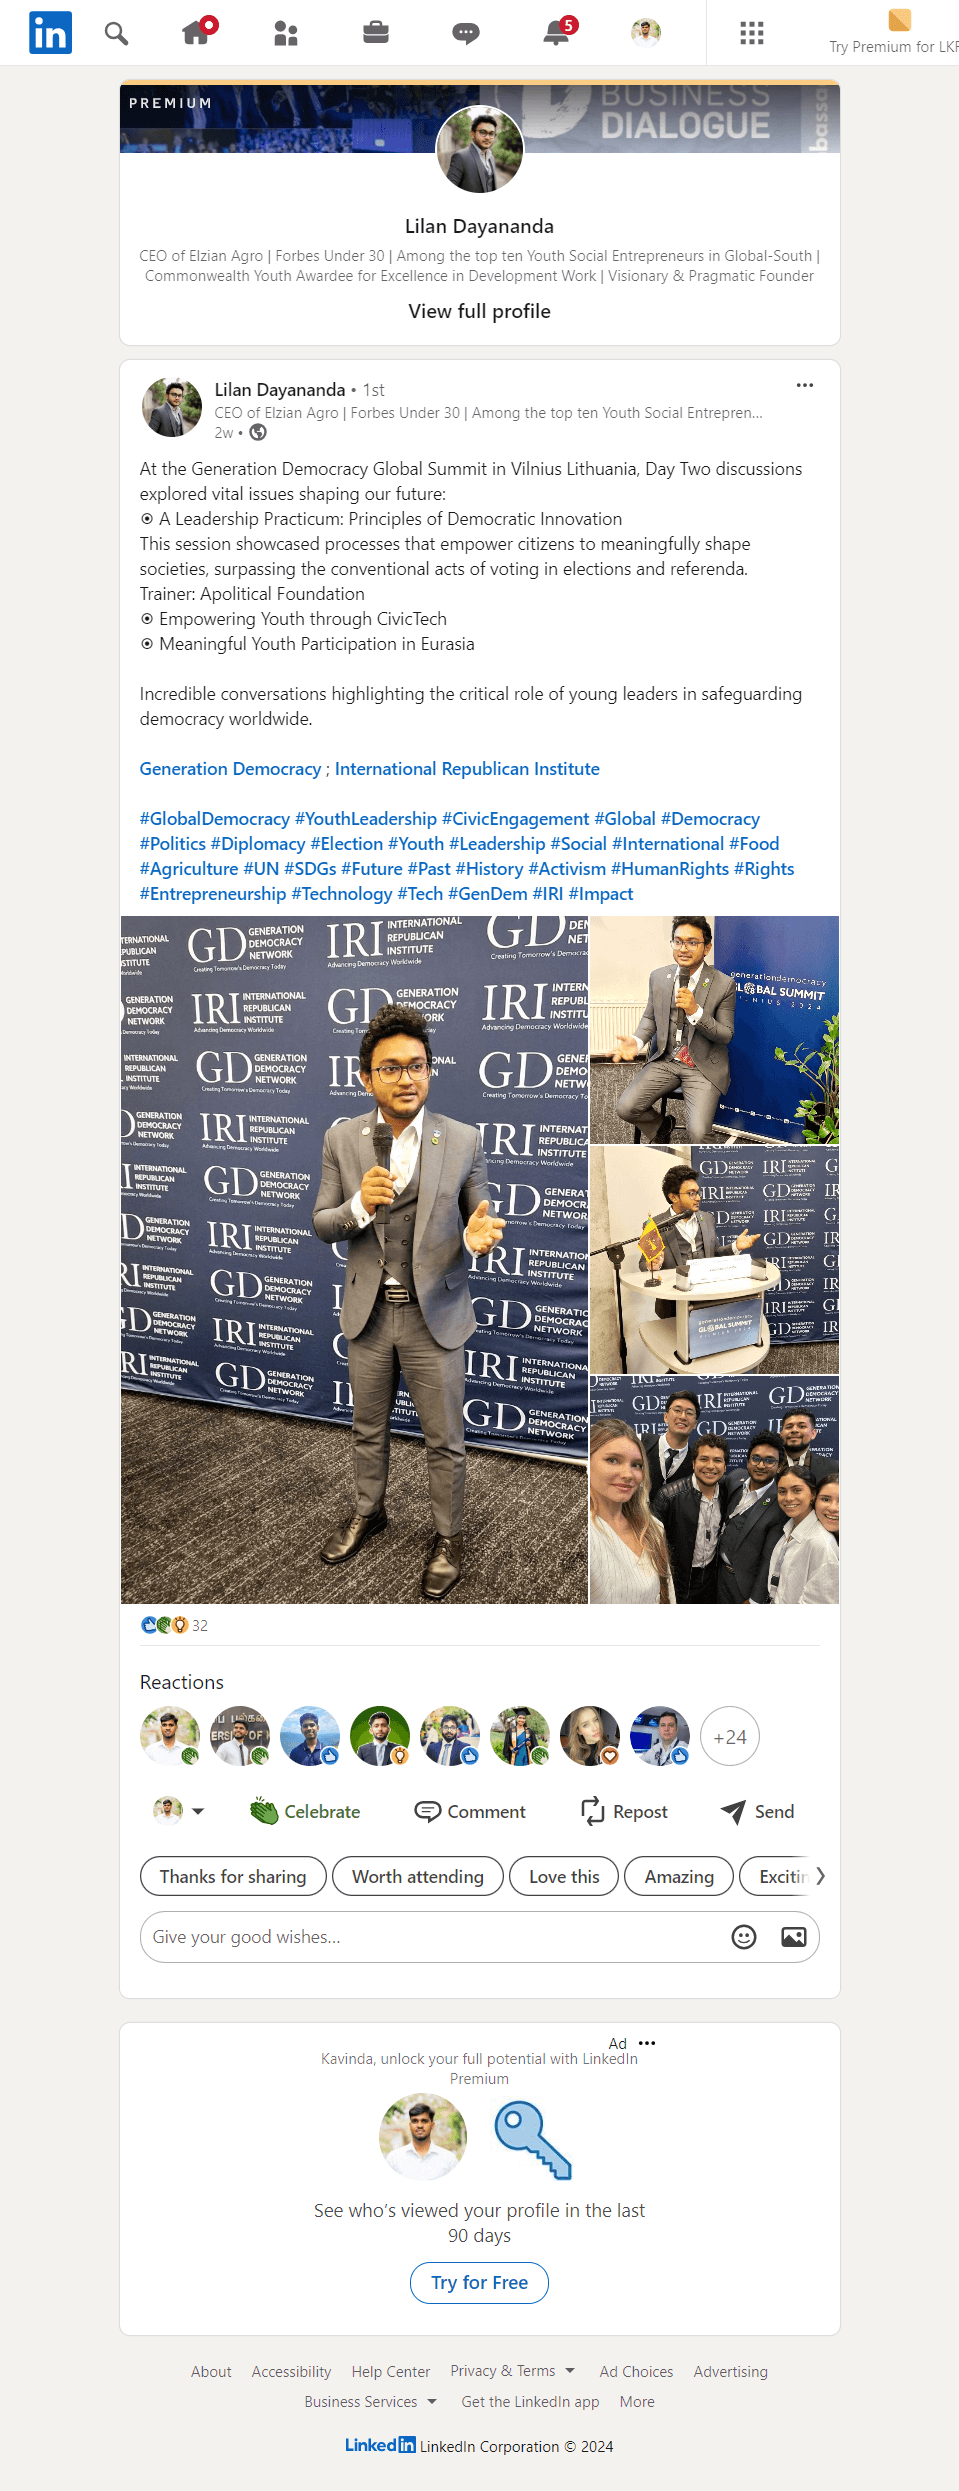 in
5
Try Premium for LKR
PREMIUM
BUSINESS
DIALOGUE
bassa
Lilan Dayananda
CEO of Elzian Agro | Forbes Under 30 | Among the top ten Youth Social Entrepreneurs in Global-South |
Commonwealth Youth Awardee for Excellence in Development Work | Visionary & Pragmatic Founder
View full profile
Lilan Dayananda • 1st
CEO of Elzian Agro | Forbes Under 30 | Among the top ten Youth Social Entrepren...
2w •
At the Generation Democracy Global Summit in Vilnius Lithuania, Day Two discussions
explored vital issues shaping our future:
⦿ A Leadership Practicum: Principles of Democratic Innovation
This session showcased processes that empower citizens to meaningfully shape
societies, surpassing the conventional acts of voting in elections and referenda.
Trainer: Apolitical Foundation
⦿ Empowering Youth through CivicTech
⦿ Meaningful Youth Participation in Eurasia
Incredible conversations highlighting the critical role of young leaders in safeguarding
democracy worldwide.
Generation Democracy ; International Republican Institute
#GlobalDemocracy #YouthLeadership #CivicEngagement #Global #Democracy
#Politics #Diplomacy #Election #Youth #Leadership #Social #International #Food
#Agriculture #UN #SDGs #Future #Past #History #Activism #HumanRights #Rights
#Entrepreneurship #Technology #Tech #GenDem #IRI #Impact
GD GENERATION DEMOCRACY NETWORK
Creating Tomorrow's Democracy Today
IRI INTERNATIONAL REPUBLICAN INSTITUTE
Advancing Democracy Worldwide
generationdemocracy
GLOBAL SUMMIT
VILNIUS 2024
generationdemocracy
GLOBAL SUMMIT
VILNIUS 2024
32
Reactions
+24
Celebrate
Comment
Repost
Send
Thanks for sharing
Worth attending
Love this
Amazing
Excitin
Give your good wishes...
Ad
Kavinda, unlock your full potential with LinkedIn
Premium
See who's viewed your profile in the last
90 days
Try for Free
About Accessibility Help Center Privacy & Terms Ad Choices Advertising
Business Services Get the LinkedIn app More
LinkedIn LinkedIn Corporation © 2024